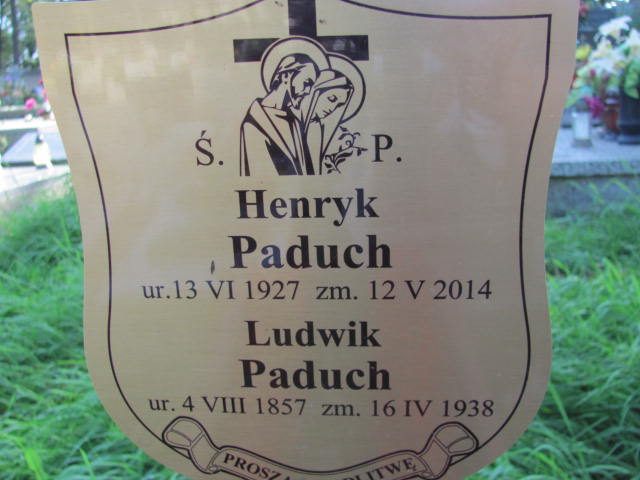 Ś. P.
Henryk
Paduch
ur.13 VI 1927 zm. 12 V 2014
Ludwik
Paduch
ur. 4 VIII 1857 zm. 16 IV 1938